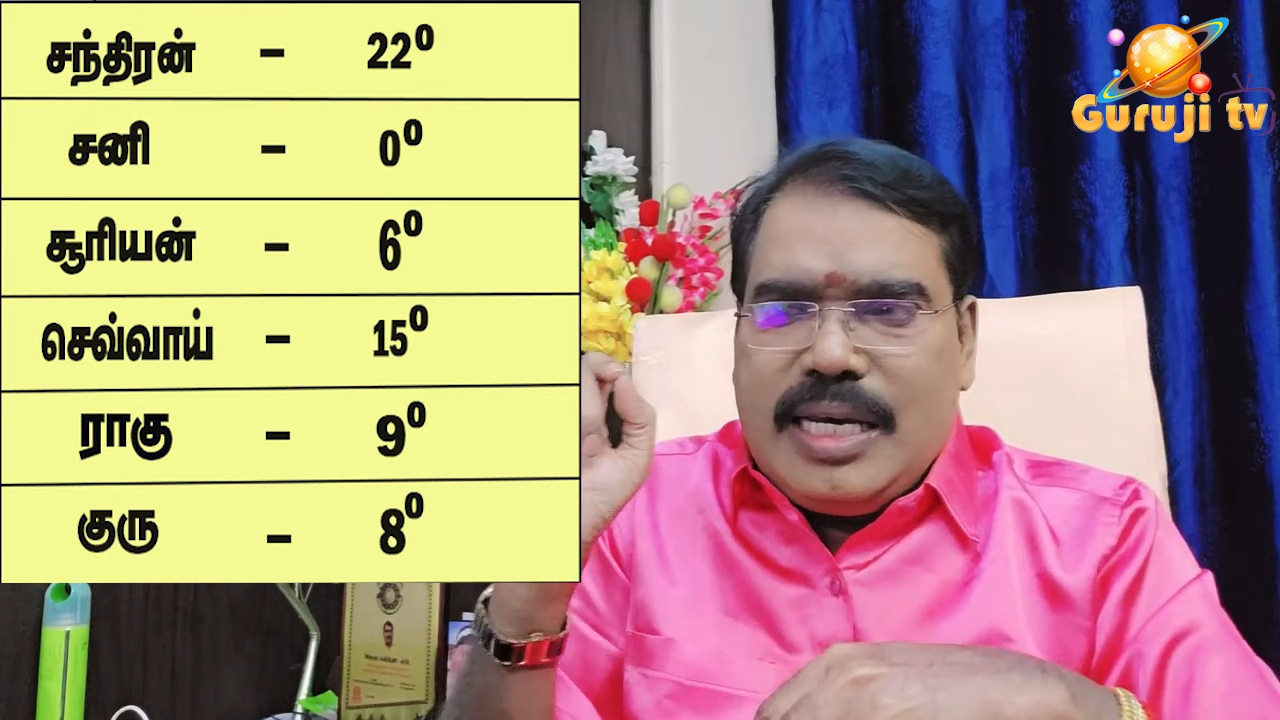 சந்திரன் - 22⁰
சனி - 0⁰
சூரியன் - 6⁰
செவ்வாய் - 15⁰
ராகு - 9⁰
குரு - 8⁰
Guruji tv